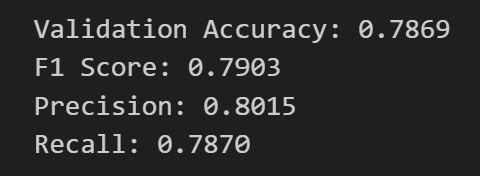 Validation Accuracy: 0.7869
F1 Score: 0.7903
Precision: 0.8015
Recall: 0.7870